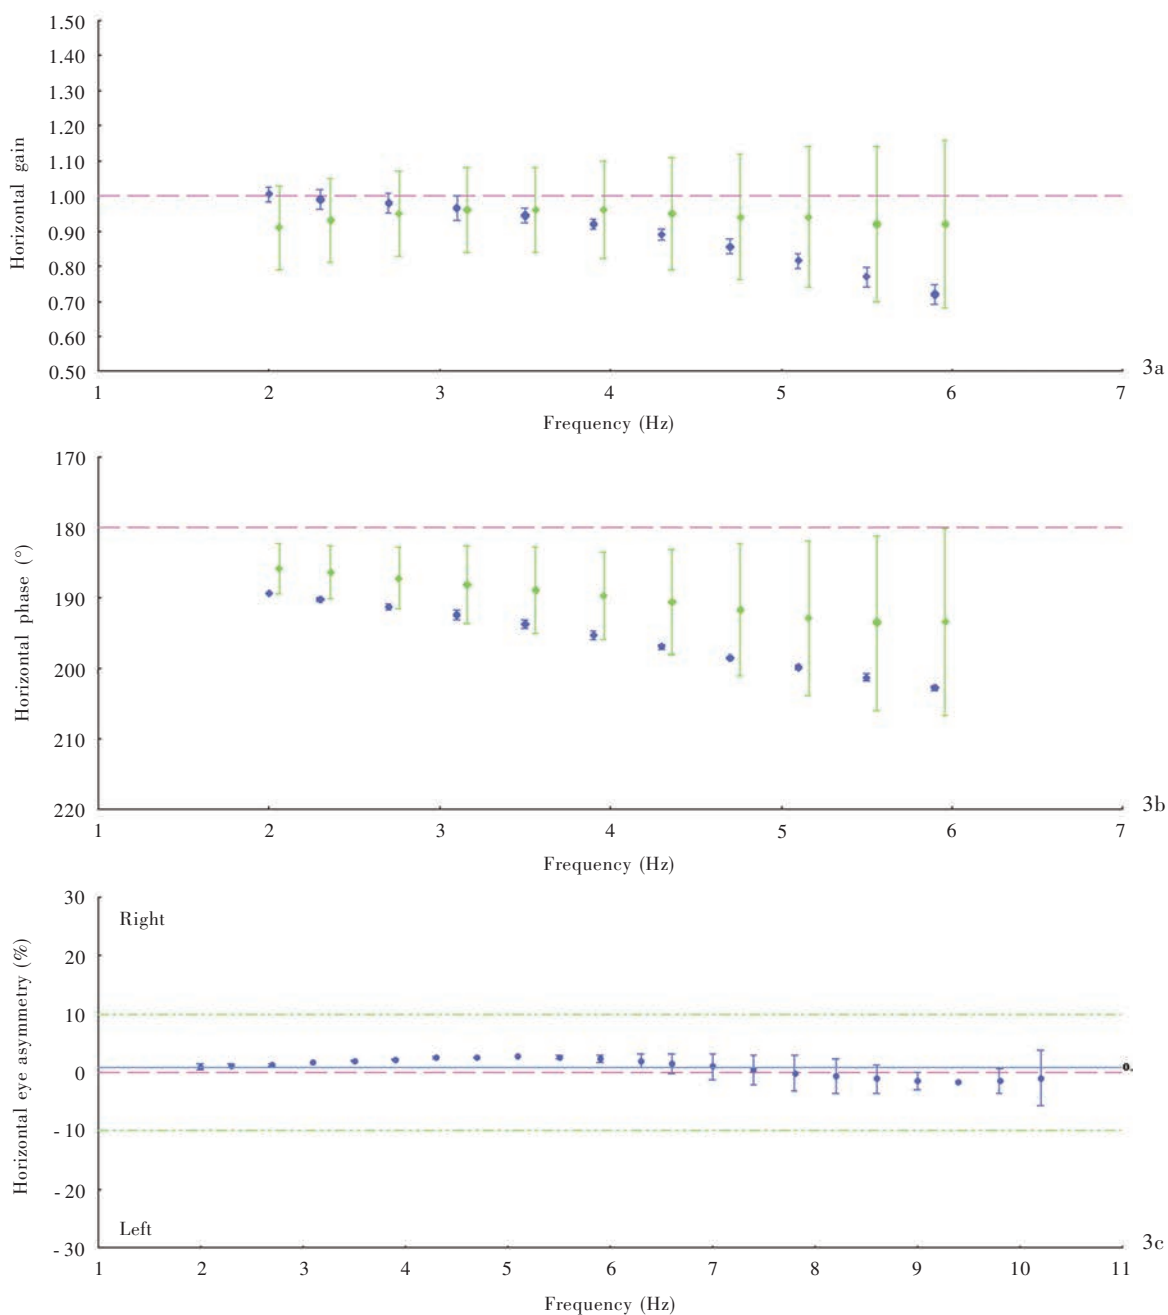 1.50
1.40
1.30
1.20
1.10
1.00
0.90
0.80
0.70
0.60
0.50
Horizontal gain
1 2 3 4 5 6 7
Frequency (Hz)
3a
170
180
190
200
210
220
Horizontal phase (°)
1 2 3 4 5 6 7
Frequency (Hz)
3b
30
20
10
0
-10
-20
-30
Horizontal eye asymmetry (%)
Right
Left
0.
1 2 3 4 5 6 7 8 9 10 11
Frequency (Hz)
3c